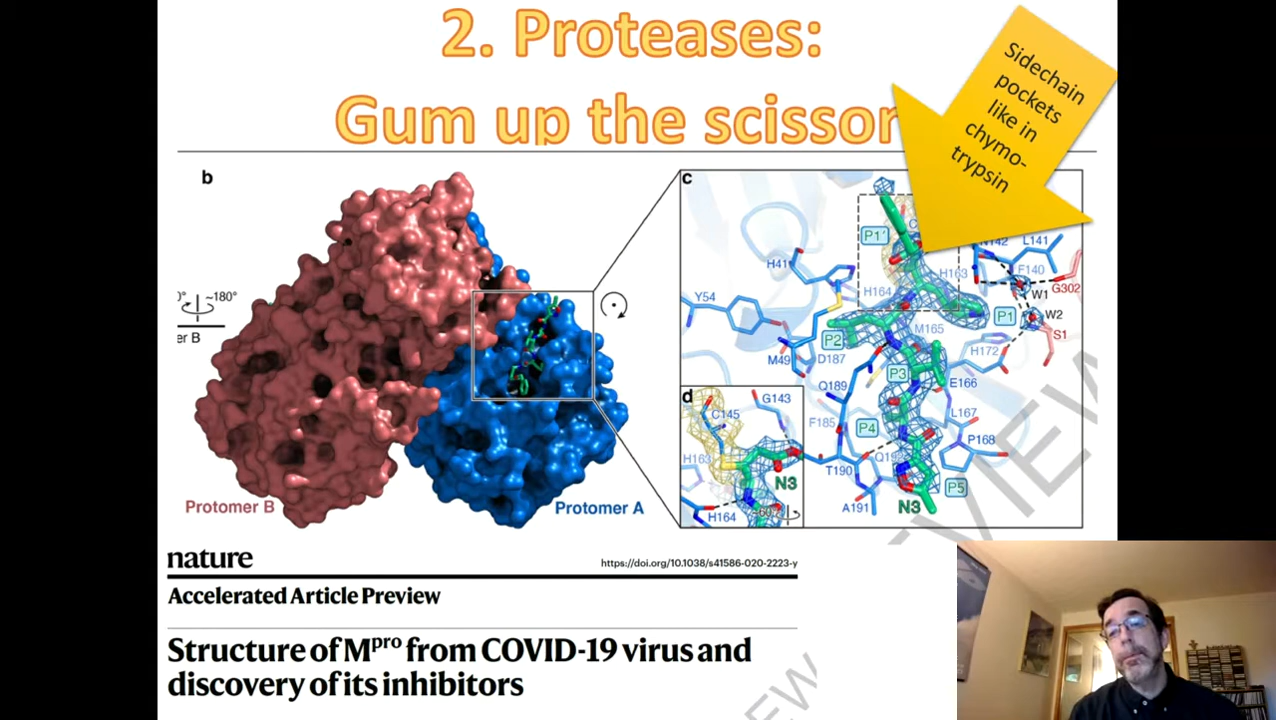 2. Proteases:
Gum up the scissor
Sidechain
pockets
like in
chymo-
trypsin
b
~180°
er B
Protomer B
Protomer A
c
P1′
H41
H163
H164
N142
L141
F140
G302
W1
W2
P1
S1
Y54
P2
M165
M49
D187
H172
P3
Q189
E166
L167
F185
P4
P168
T190
P5
A191
N3
d
G143
C145
H163
N3
H164
nature
https://doi.org/10.1038/s41586-020-2223-y
Accelerated Article Preview
Structure of Mpro from COVID-19 virus and
discovery of its inhibitors